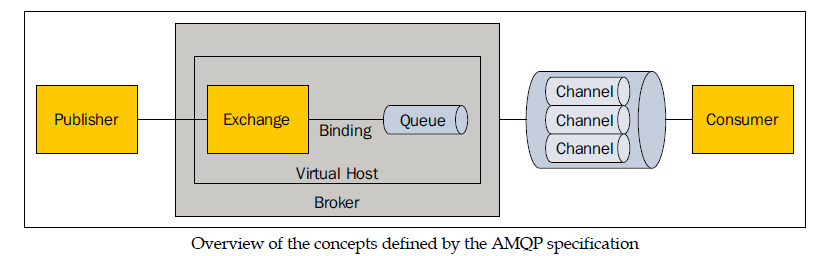 Publisher
Exchange
Binding
Queue
Virtual Host
Broker
Channel
Channel
Channel
Consumer
Overview of the concepts defined by the AMQP specification